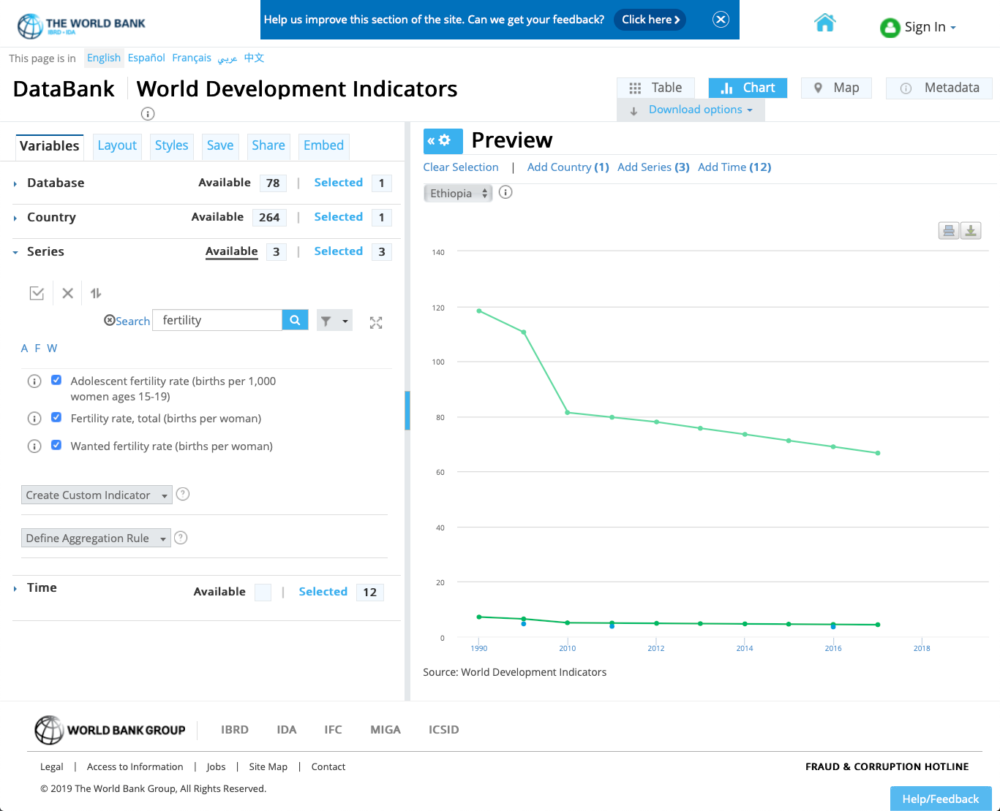 THE WORLD BANK
IBRD • IDA
Help us improve this section of the site. Can we get your feedback? Click here
Sign In
This page is in English Español Français عربي 中文
DataBank World Development Indicators
Table Chart Map Metadata
Download options
Variables Layout Styles Save Share Embed
Database Available 78 | Selected 1
Country Available 264 | Selected 1
Series Available 3 | Selected 3
Search fertility
A F W
Adolescent fertility rate (births per 1,000
women ages 15-19)
Fertility rate, total (births per woman)
Wanted fertility rate (births per woman)
Create Custom Indicator ?
Define Aggregation Rule ?
Time Available | Selected 12
Preview
Clear Selection | Add Country (1) Add Series (3) Add Time (12)
Ethiopia
140
120
100
80
60
40
20
0
1990 2010 2012 2014 2016 2018
Source: World Development Indicators
WORLD BANK GROUP IBRD IDA IFC MIGA ICSID
Legal | Access to Information | Jobs | Site Map | Contact
FRAUD & CORRUPTION HOTLINE
© 2019 The World Bank Group, All Rights Reserved.
Help/Feedback